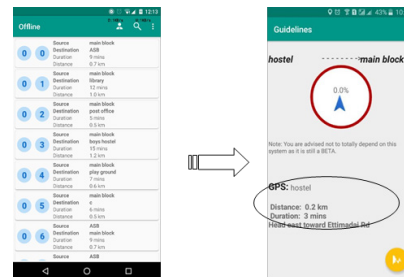 12:13
Offline
Source main block
0 0 Destination ASB
Duration 9 mins
Distance 0.7 km
Source main block
0 1 Destination library
Duration 12 mins
Distance 1.0 km
Source main block
0 2 Destination post office
Duration 5 mins
Distance 0.5 km
Source main block
0 3 Destination boys hostel
Duration 15 mins
Distance 1.2 km
Source main block
0 4 Destination play ground
Duration 7 mins
Distance 0.6 km
Source main block
0 5 Destination c
Duration 6 mins
Distance 0.5 km
Source ASB
0 6 Destination main block
Duration 9 mins
Distance 0.7 km
Source ASB
43% 10
Guidelines
hostel --------main block
0.0%
Note: You are advised not to totally depend on this
system as it is still a BETA.
GPS: hostel
Distance: 0.2 km
Duration: 3 mins
Head east toward Ettimadai Rd